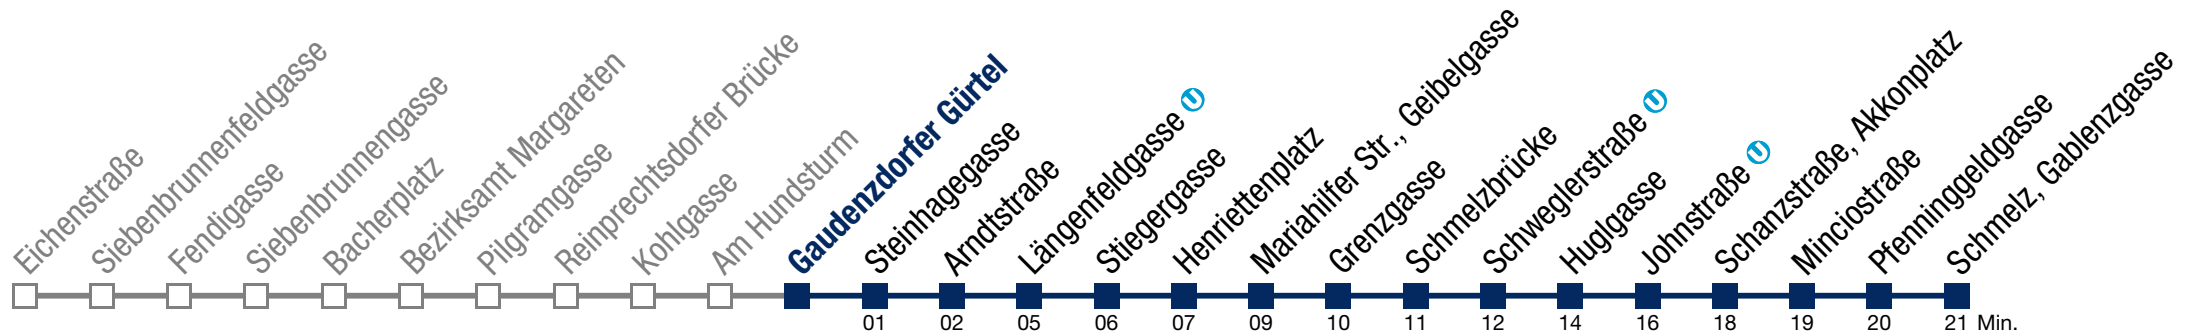 Eichenstraße
Siebenbrunnenfeldgasse
Fendigasse
Siebenbrunnengasse
Bacherplatz
Bezirksamt Margareten
Pilgramgasse
Reinprechtsdorfer Brücke
Kohlgasse
Am Hundsturm
Gaudenzdorfer Gürtel
Steinhagegasse
Arndtstraße
Längenfeldgasse U
Stiegergasse
Henriettenplatz
Mariahilfer Str., Geibelgasse
Grenzgasse
Schmelzbrücke
Schweglerstraße U
Huglgasse
Johnstraße U
Schanzstraße, Akkonplatz
Minciostraße
Pfenninggeldgasse
Schmelz, Gablenzgasse
01 02 05 06 07 09 10 11 12 14 16 18 19 20 21 Min.